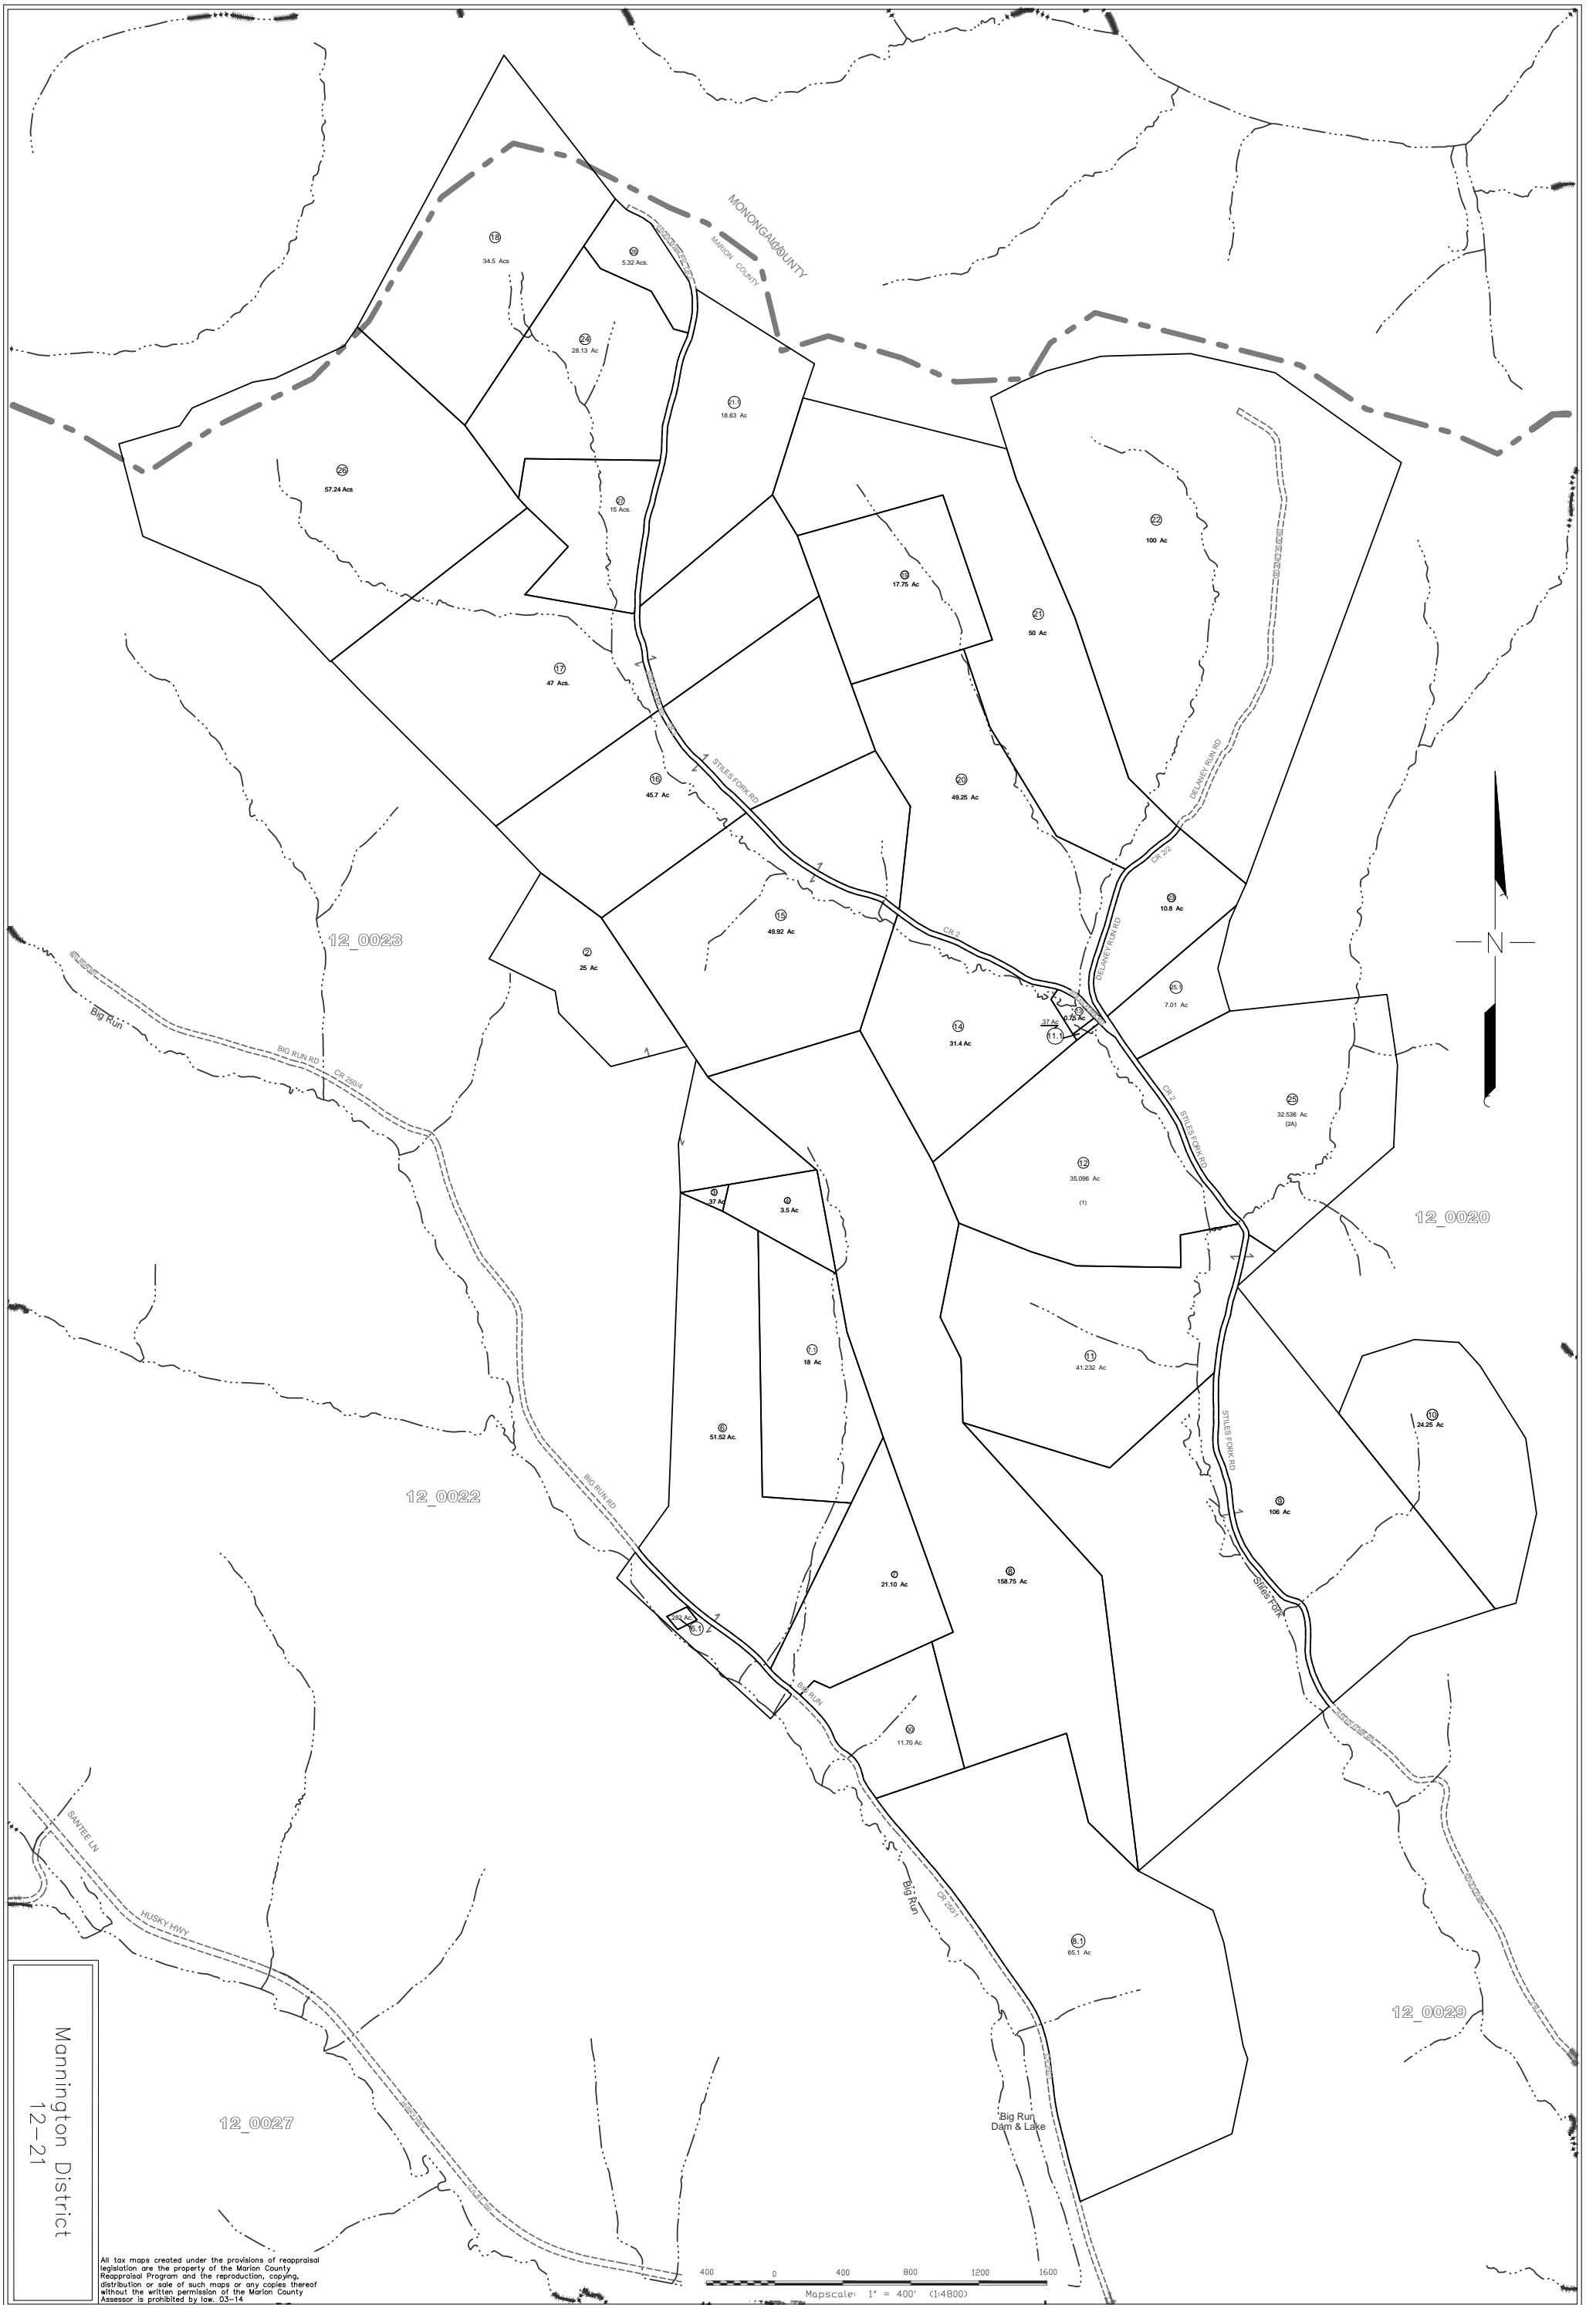 MONONGALIA COUNTY
MARION COUNTY
18
34.5 Acs
28
5.32 Acs.
24
28.13 Ac
21.1
18.63 Ac
26
57.24 Acs
27
15 Acs.
22
100 Ac
19
17.75 Ac
21
50 Ac
17
47 Acs.
DELANEY RUN RD
STILES FORK RD
16
45.7 Ac
20
49.25 Ac
CR 2/2
23
10.8 Ac
15
49.92 Ac
CR 2
DELANEY RUN RD
12_0023
2
25 Ac
25.1
7.01 Ac
N
13
0.75 Ac
.37 Ac
11.1
14
31.4 Ac
Big Run
BIG RUN RD
CR 250/4
CR 2
STILES FORK RD
25
32.536 Ac
(2A)
12
35.096 Ac
(1)
3
.37 Ac
4
3.5 Ac
12_0020
7.1
18 Ac
11
41.232 Ac
6
51.52 Ac.
STILES FORK RD
10
24.25 Ac
12_0022
BIG RUN RD
9
106 Ac
7
21.10 Ac
8
158.75 Ac
Stiles Fork
.282 Ac
6.1
BIG RUN
11.70 Ac
SANTEE LN
HUSKY HWY
Big Run
CR 250/1
8.1
65.1 Ac
12_0029
12_0027
Big Run
Dam & Lake
Mannington District
12-21
All tax maps created under the provisions of reappraisal
legislation are the property of the Marion County
Reappraisal Program and the reproduction, copying,
distribution or sale of such maps or any copies thereof
without the written permission of the Marion County
Assessor is prohibited by law. 03-14
400 0 400 800 1200 1600
Mapscale: 1" = 400' (1:4800)